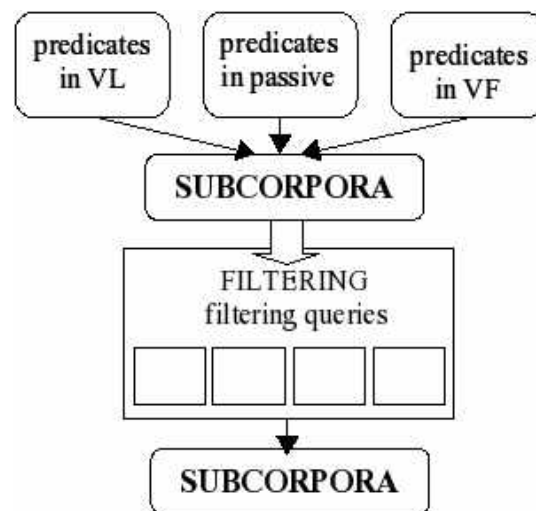 predicates
in VL
predicates
in passive
predicates
in VF
SUBCORPORA
FILTERING
filtering queries
SUBCORPORA